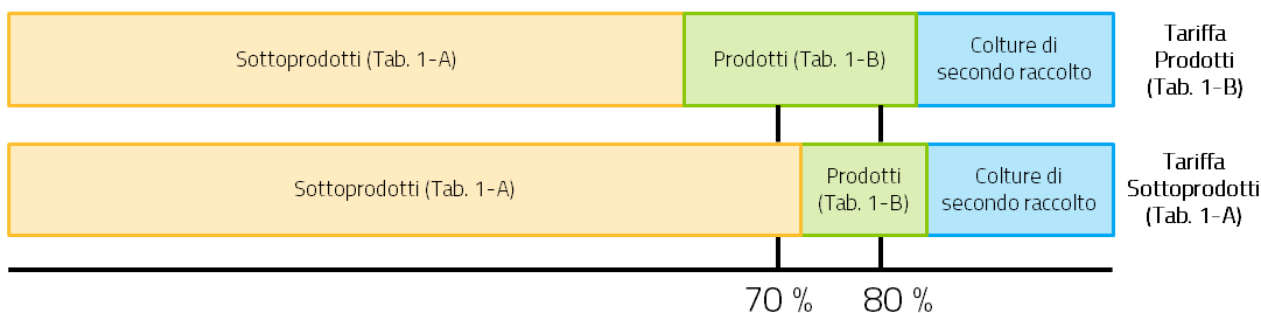 Sottoprodotti (Tab. 1-A)
Prodotti (Tab. 1-B)
Colture di
secondo raccolto
Tariffa
Prodotti
(Tab. 1-B)
Sottoprodotti (Tab. 1-A)
Prodotti
(Tab. 1-B)
Colture di
secondo raccolto
Tariffa
Sottoprodotti
(Tab. 1-A)
70 %
80 %